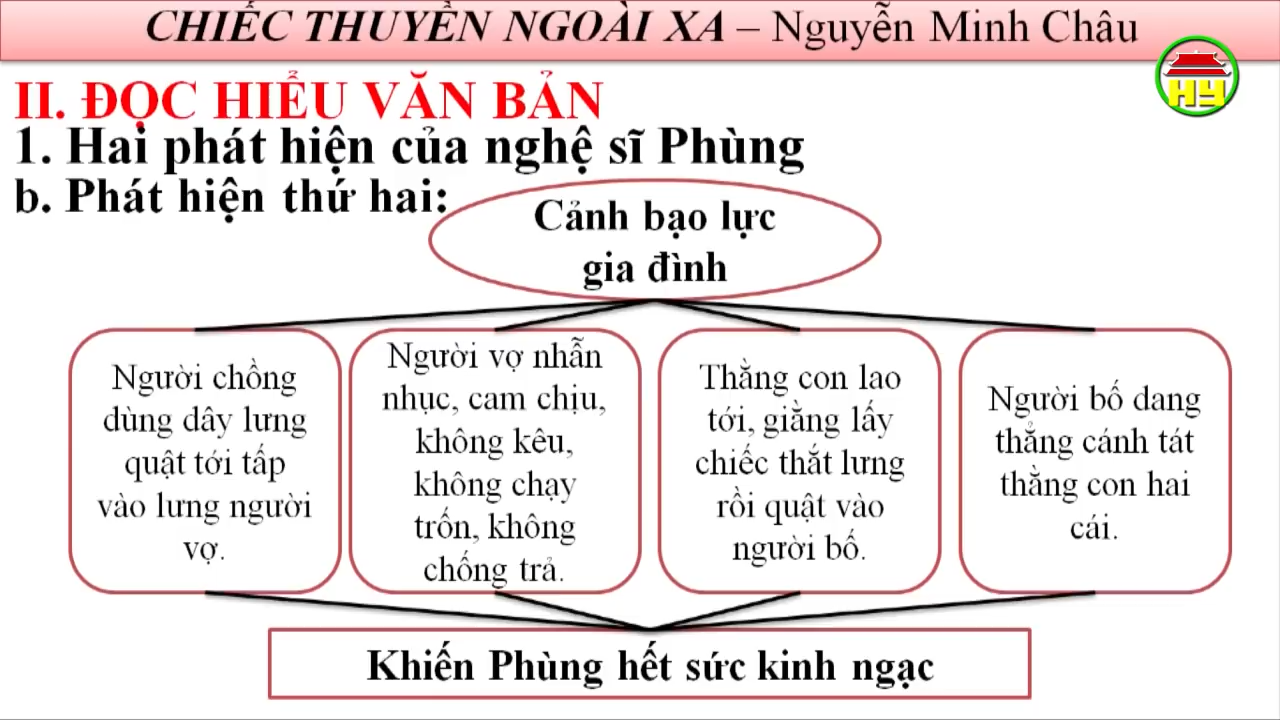 CHIẾC THUYỀN NGOÀI XA – Nguyễn Minh Châu
HY
II. ĐỌC HIỂU VĂN BẢN
1. Hai phát hiện của nghệ sĩ Phùng
b. Phát hiện thứ hai:
Cảnh bạo lực
gia đình
Người chồng
dùng dây lưng
quật tới tấp
vào lưng người
vợ.
Người vợ nhẫn
nhục, cam chịu,
không kêu,
không chạy
trốn, không
chống trả.
Thằng con lao
tới, giằng lấy
chiếc thắt lưng
rồi quật vào
người bố.
Người bố dang
thẳng cánh tát
thằng con hai
cái.
Khiến Phùng hết sức kinh ngạc